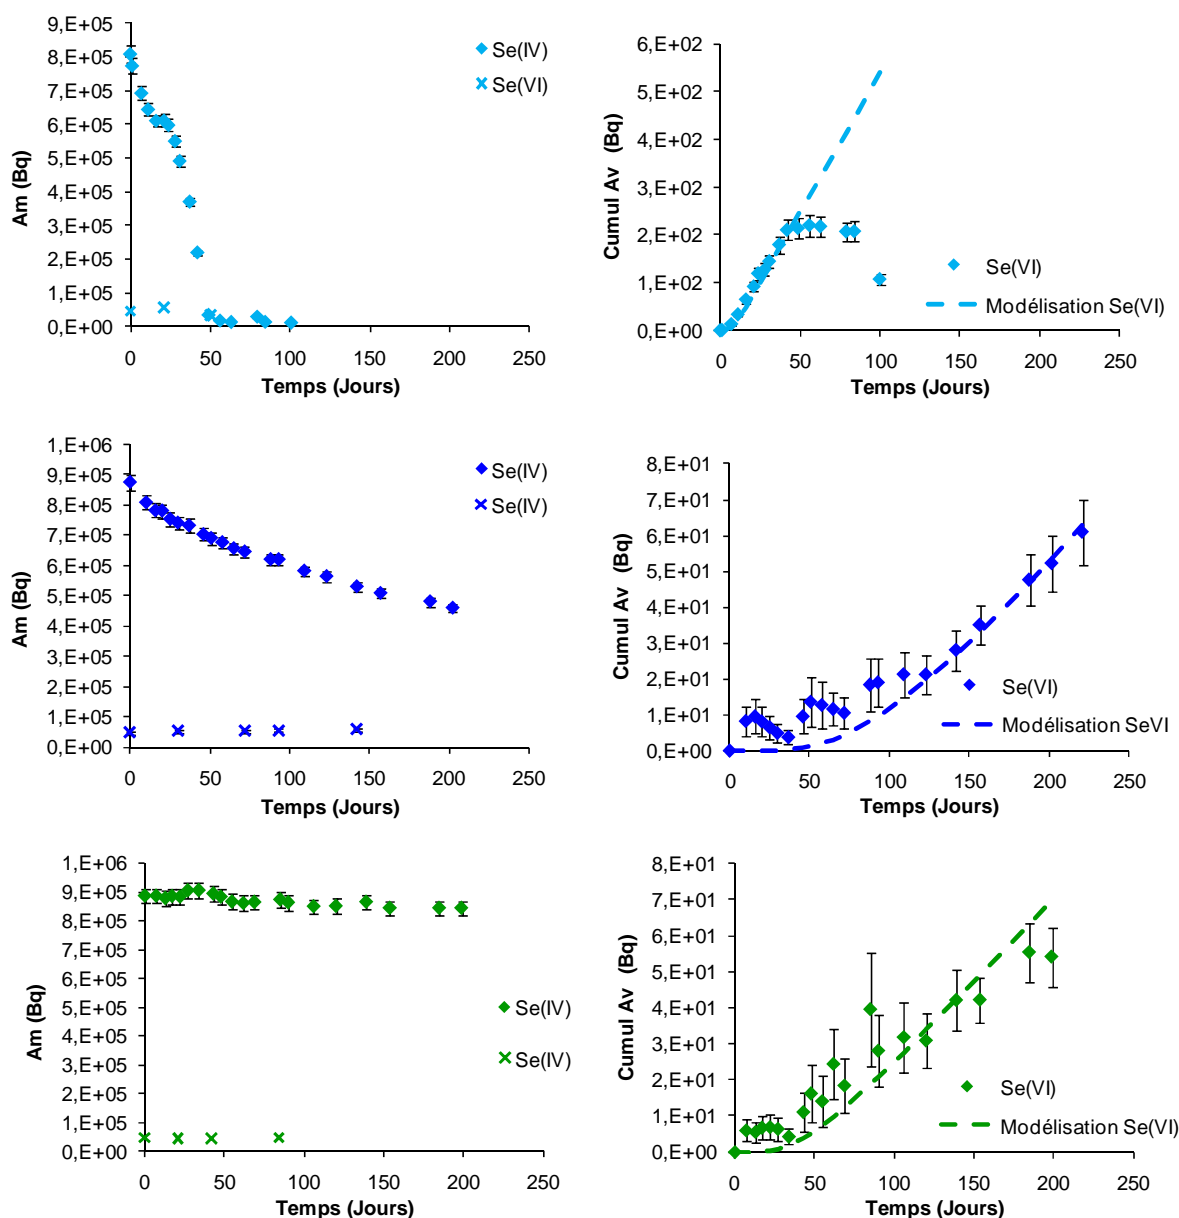 9,E+05
8,E+05
7,E+05
6,E+05
5,E+05
4,E+05
3,E+05
2,E+05
1,E+05
0,E+00
Am (Bq)
Se(IV)
Se(VI)
0 50 100 150 200 250
Temps (Jours)
6,E+02
5,E+02
4,E+02
3,E+02
2,E+02
1,E+02
0,E+00
Cumul Av (Bq)
Se(VI)
Modélisation Se(VI)
0 50 100 150 200 250
Temps (Jours)
1,E+06
9,E+05
8,E+05
7,E+05
6,E+05
5,E+05
4,E+05
3,E+05
2,E+05
1,E+05
0,E+00
Am (Bq)
Se(IV)
Se(IV)
0 50 100 150 200 250
Temps (Jours)
8,E+01
7,E+01
6,E+01
5,E+01
4,E+01
3,E+01
2,E+01
1,E+01
0,E+00
Cumul Av (Bq)
Se(VI)
Modélisation SeVI
0 50 100 150 200 250
Temps (Jours)
1,E+06
9,E+05
8,E+05
7,E+05
6,E+05
5,E+05
4,E+05
3,E+05
2,E+05
1,E+05
0,E+00
Am (Bq)
Se(IV)
Se(IV)
0 50 100 150 200 250
Temps (Jours)
8,E+01
7,E+01
6,E+01
5,E+01
4,E+01
3,E+01
2,E+01
1,E+01
0,E+00
Cumul Av (Bq)
Se(VI)
Modélisation Se(VI)
0 50 100 150 200 250
Temps (Jours)